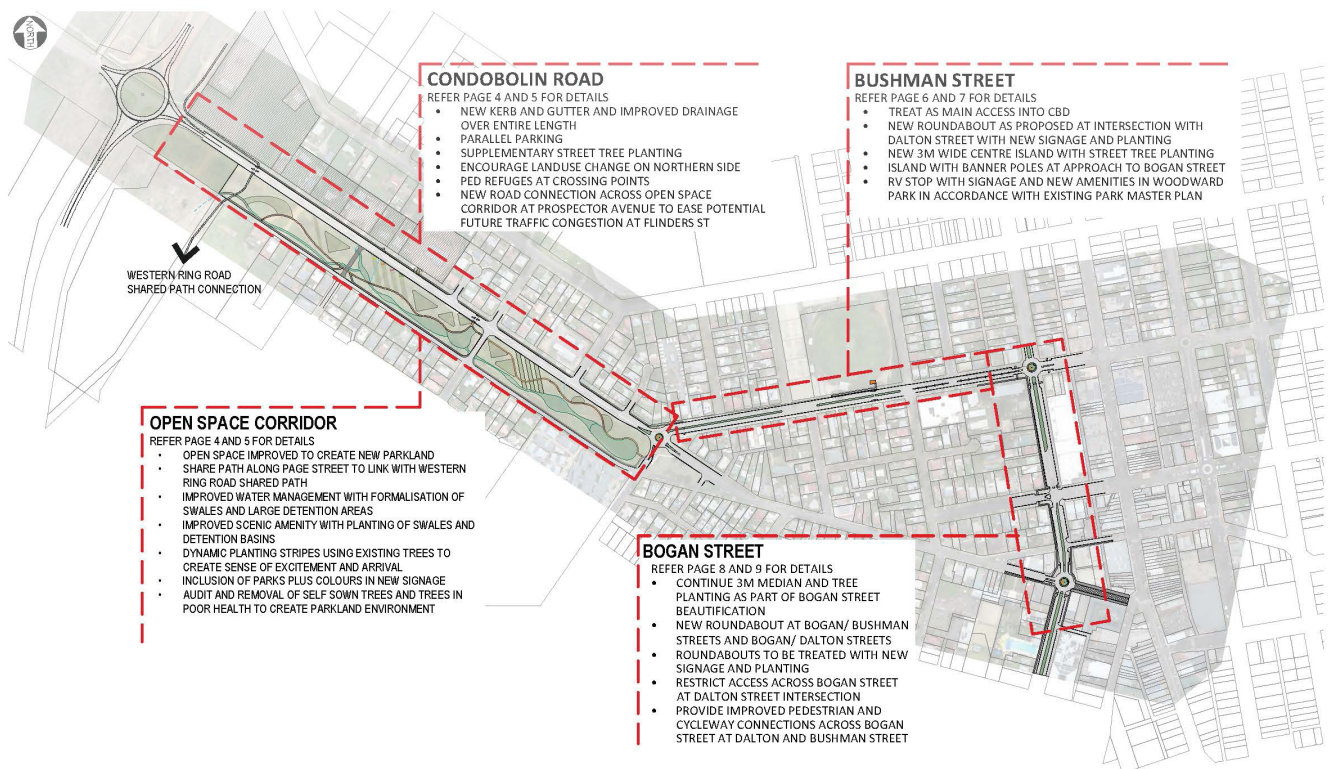 NORTH
CONDOBOLIN ROAD
REFER PAGE 4 AND 5 FOR DETAILS
• NEW KERB AND GUTTER AND IMPROVED DRAINAGE
OVER ENTIRE LENGTH
• PARALLEL PARKING
• SUPPLEMENTARY STREET TREE PLANTING
• ENCOURAGE LANDUSE CHANGE ON NORTHERN SIDE
• PED REFUGES AT CROSSING POINTS
• NEW ROAD CONNECTION ACROSS OPEN SPACE
CORRIDOR AT PROSPECTOR AVENUE TO EASE POTENTIAL
FUTURE TRAFFIC CONGESTION AT FLINDERS ST
BUSHMAN STREET
REFER PAGE 6 AND 7 FOR DETAILS
• TREAT AS MAIN ACCESS INTO CBD
• NEW ROUNDABOUT AS PROPOSED AT INTERSECTION WITH
DALTON STREET WITH NEW SIGNAGE AND PLANTING
• NEW 3M WIDE CENTRE ISLAND WITH STREET TREE PLANTING
• ISLAND WITH BANNER POLES AT APPROACH TO BOGAN STREET
• RV STOP WITH SIGNAGE AND NEW AMENITIES IN WOODWARD
PARK IN ACCORDANCE WITH EXISTING PARK MASTER PLAN
WESTERN RING ROAD
SHARED PATH CONNECTION
OPEN SPACE CORRIDOR
REFER PAGE 4 AND 5 FOR DETAILS
• OPEN SPACE IMPROVED TO CREATE NEW PARKLAND
• SHARE PATH ALONG PAGE STREET TO LINK WITH WESTERN
RING ROAD SHARED PATH
• IMPROVED WATER MANAGEMENT WITH FORMALISATION OF
SWALES AND LARGE DETENTION AREAS
• IMPROVED SCENIC AMENITY WITH PLANTING OF SWALES AND
DETENTION BASINS
• DYNAMIC PLANTING STRIPES USING EXISTING TREES TO
CREATE SENSE OF EXCITEMENT AND ARRIVAL
• INCLUSION OF PARKS PLUS COLOURS IN NEW SIGNAGE
• AUDIT AND REMOVAL OF SELF SOWN TREES AND TREES IN
POOR HEALTH TO CREATE PARKLAND ENVIRONMENT
BOGAN STREET
REFER PAGE 8 AND 9 FOR DETAILS
• CONTINUE 3M MEDIAN AND TREE
PLANTING AS PART OF BOGAN STREET
BEAUTIFICATION
• NEW ROUNDABOUT AT BOGAN/ BUSHMAN
STREETS AND BOGAN/ DALTON STREETS
• ROUNDABOUTS TO BE TREATED WITH NEW
SIGNAGE AND PLANTING
• RESTRICT ACCESS ACROSS BOGAN STREET
AT DALTON STREET INTERSECTION
• PROVIDE IMPROVED PEDESTRIAN AND
CYCLEWAY CONNECTIONS ACROSS BOGAN
STREET AT DALTON AND BUSHMAN STREET